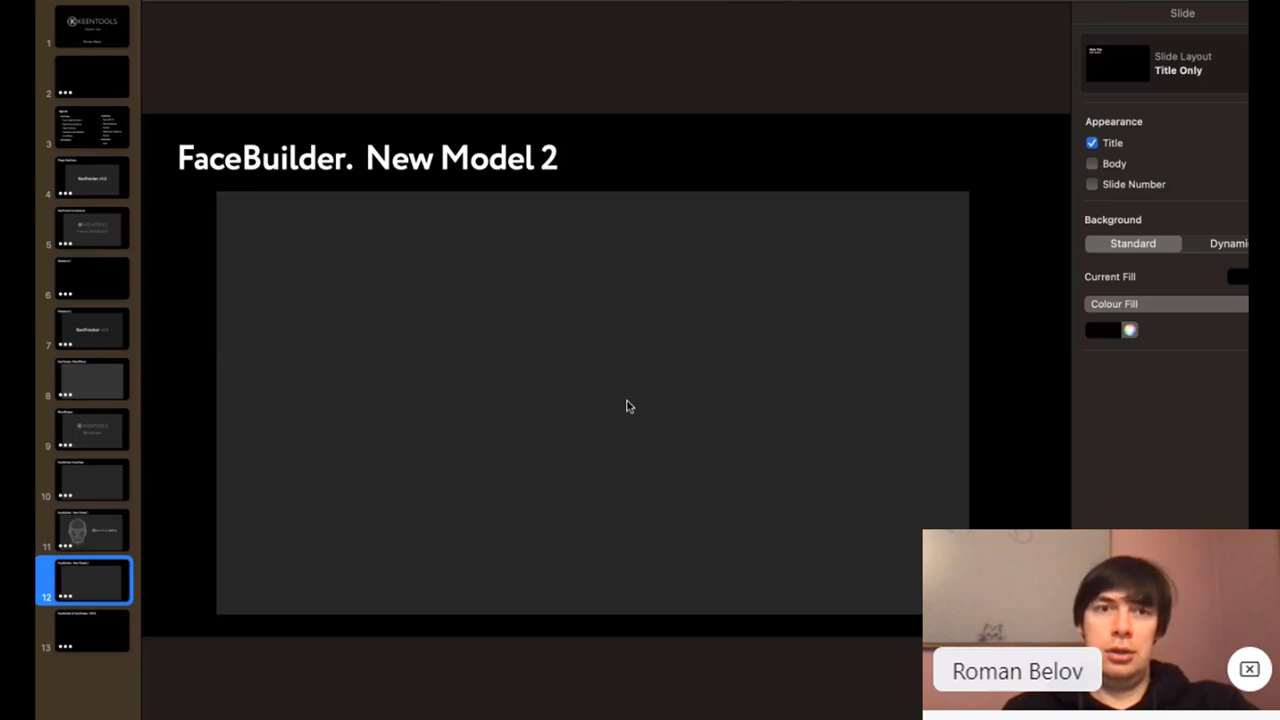 KEENTOOLS
1
2
3
4
5
6
7
8
9
10
11
12
13
FaceBuilder. New Model 2
Slide
Slide Layout
Title Only
Appearance
Title
Body
Slide Number
Background
Standard
Dynami
Current Fill
Colour Fill
Roman Belov